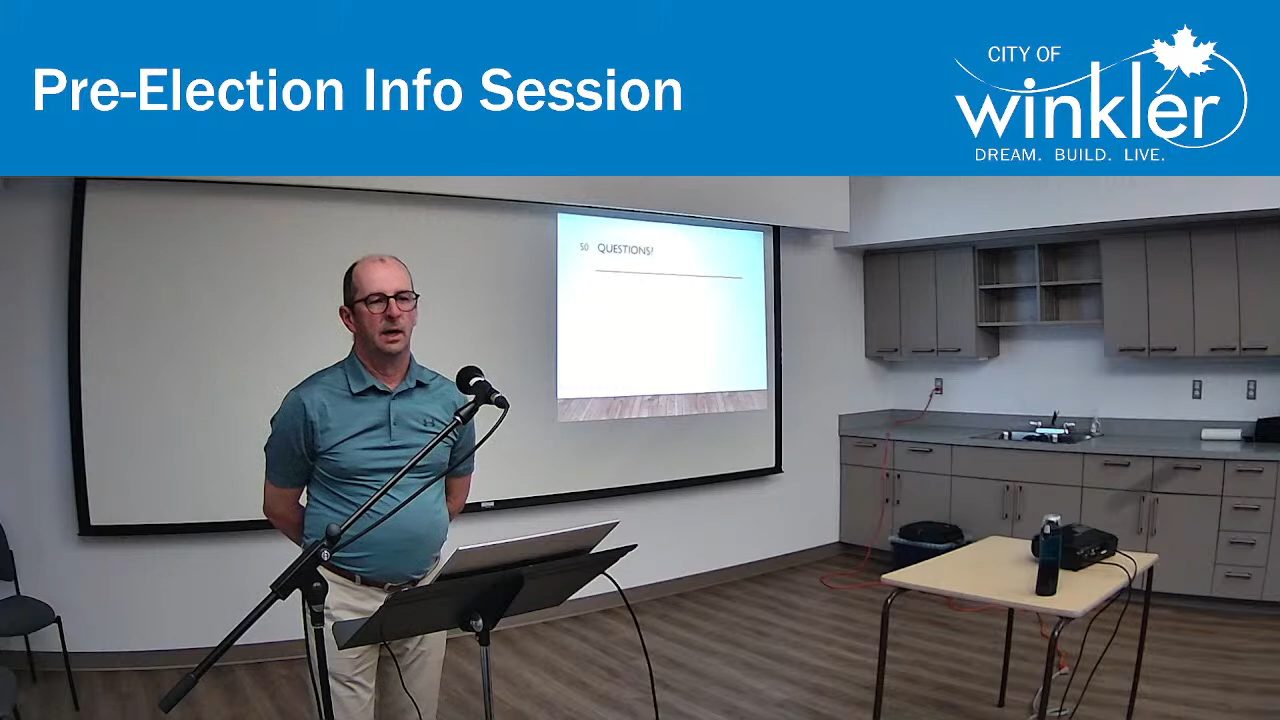 Pre-Election Info Session
CITY OF
winkler
DREAM. BUILD. LIVE.
50 QUESTIONS?